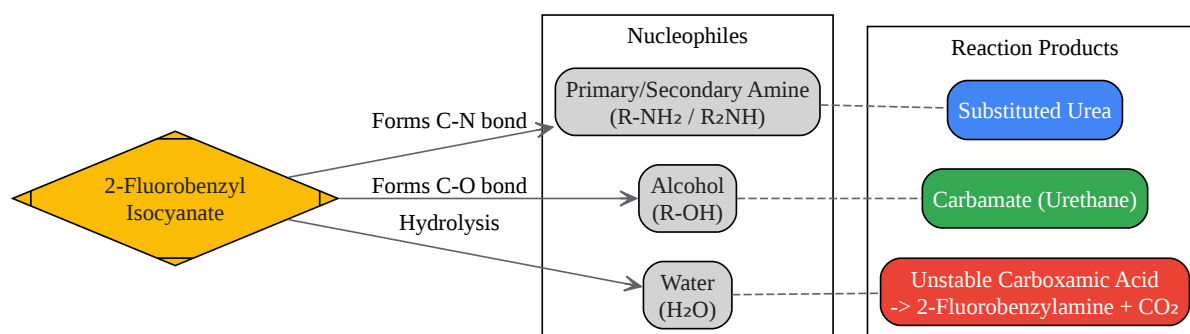 Nucleophiles
Reaction Products
Primary/Secondary Amine
(R-NH₂ / R₂NH)
Substituted Urea
Forms C-N bond
2-Fluorobenzyl
Isocyanate
Forms C-O bond
Alcohol
(R-OH)
Carbamate (Urethane)
Hydrolysis
Water
(H₂O)
Unstable Carboxamic Acid
-> 2-Fluorobenzylamine + CO₂